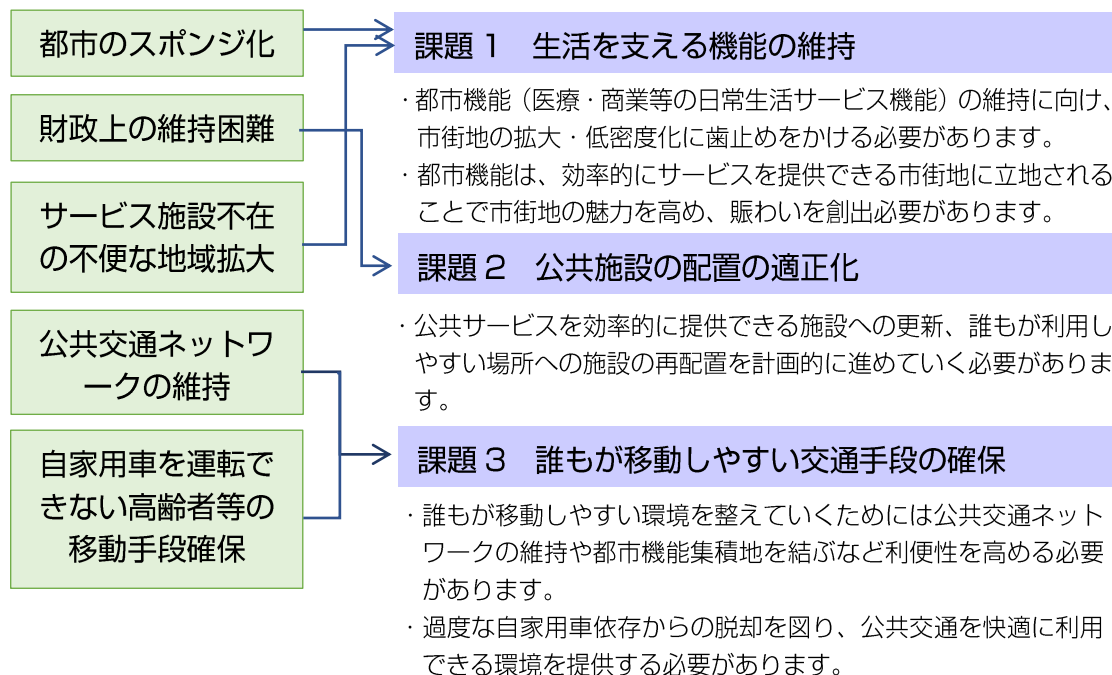 都市のスポンジ化
財政上の維持困難
サービス施設不在
の不便な地域拡大
公共交通ネットワ
ークの維持
自家用車を運転で
きない高齢者等の
移動手段確保
課題1　生活を支える機能の維持
・都市機能（医療・商業等の日常生活サービス機能）の維持に向け、
市街地の拡大・低密度化に歯止めをかける必要があります。
・都市機能は、効率的にサービスを提供できる市街地に立地される
ことで市街地の魅力を高め、賑わいを創出必要があります。
課題2　公共施設の配置の適正化
・公共サービスを効率的に提供できる施設への更新、誰もが利用し
やすい場所への施設の再配置を計画的に進めていく必要がありま
す。
課題3　誰もが移動しやすい交通手段の確保
・誰もが移動しやすい環境を整えていくためには公共交通ネット
ワークの維持や都市機能集積地を結ぶなど利便性を高める必要
があります。
・過度な自家用車依存からの脱却を図り、公共交通を快適に利用
できる環境を提供する必要があります。